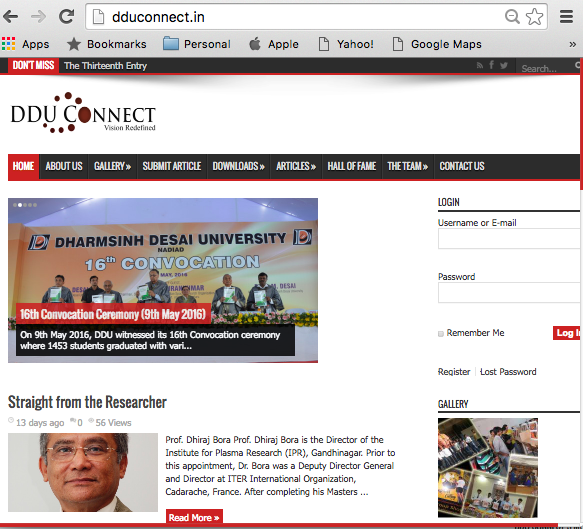 dduconnect.in
Apps Bookmarks Personal Apple Yahoo! Google Maps »
DON'T MISS The Thirteenth Entry Search...
DDU CONNECT
Vision Redefined
HOME ABOUT US GALLERY » SUBMIT ARTICLE DOWNLOADS » ARTICLES » HALL OF FAME THE TEAM » CONTACT US
DHARMSINH DESAI UNIVERSITY
NADIAD
16th CONVOCATION
MAY, 2016
16th Convocation Ceremony (9th May 2016)
On 9th May 2016, DDU witnessed its 16th Convocation ceremony
where 1453 students graduated with vari...
LOGIN
Username or E-mail
Password
Remember Me
Log
Register Lost Password
GALLERY
Straight from the Researcher
13 days ago 0 56 Views
Prof. Dhiraj Bora Prof. Dhiraj Bora is the Director of the
Institute for Plasma Research (IPR), Gandhinagar. Prior to
this appointment, Dr. Bora was a Deputy Director General
and Director at ITER International Organization,
Cadarache, France. After completing his Masters ...
Read More »